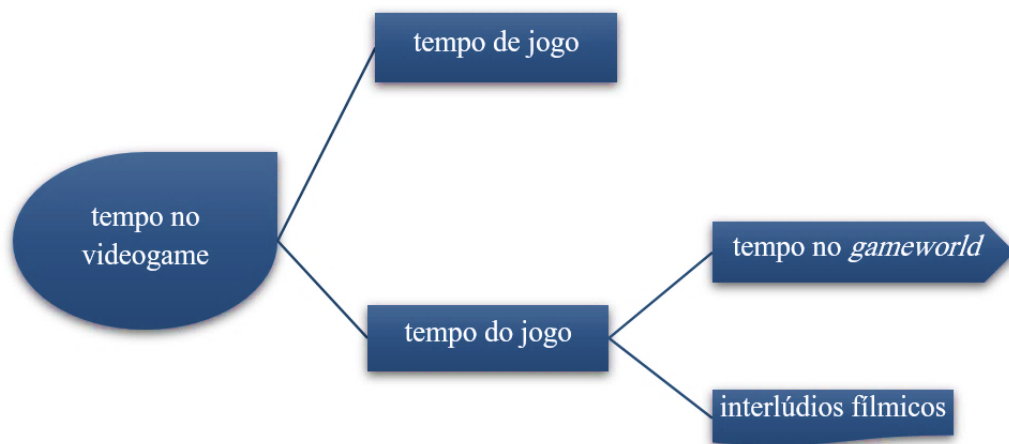 tempo de jogo
tempo no
videogame
tempo no gameworld
tempo do jogo
interlúdios fílmicos